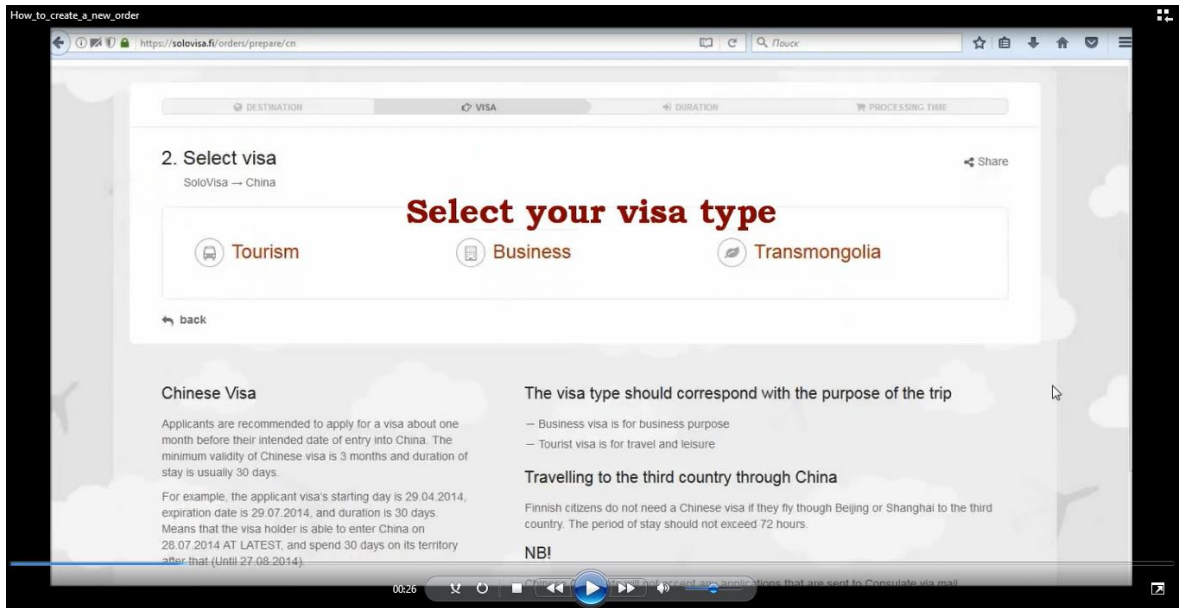 How_to_create_a_new_order
https://solovisa.fi/orders/prepare/cn
Поиск
DESTINATION
VISA
DURATION
PROCESSING TIME
2. Select visa
Share
SoloVisa → China
Select your visa type
Tourism
Business
Transmongolia
back
Chinese Visa
Applicants are recommended to apply for a visa about one
month before their intended date of entry into China. The
minimum validity of Chinese visa is 3 months and duration of
stay is usually 30 days.
For example, the applicant visa's starting day is 29.04.2014,
expiration date is 29.07.2014, and duration is 30 days.
Means that the visa holder is able to enter China on
28.07.2014 AT LATEST, and spend 30 days on its territory
after that (Until 27.08.2014).
The visa type should correspond with the purpose of the trip
— Business visa is for business purpose
— Tourist visa is for travel and leisure
Travelling to the third country through China
Finnish citizens do not need a Chinese visa if they fly though Beijing or Shanghai to the third
country. The period of stay should not exceed 72 hours.
NB!
applications that are sent to Consulate via mail
00:26